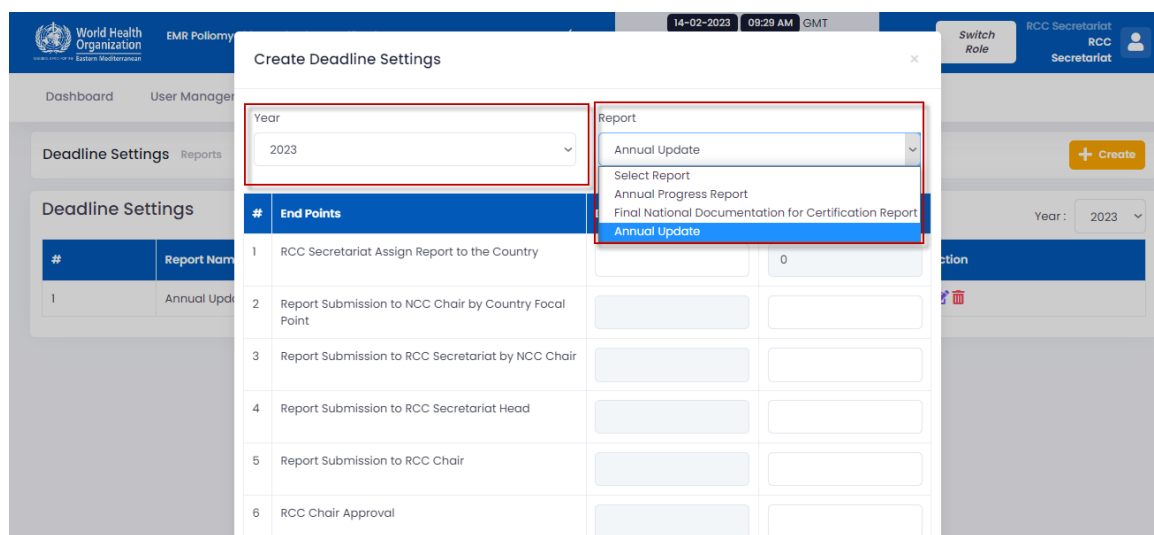 14-02-2023 09:29 AM GMT
World Health
Organization
Eastern Mediterranean
EMR Poliomy
Switch
Role
RCC Secretariat
RCC
Secretariat
Create Deadline Settings
×
Dashboard User Manager
Year
2023
Report
Annual Update
Select Report
Annual Progress Report
Final National Documentation for Certification Report
Annual Update
Deadline Settings Reports
+ Create
Deadline Settings
Year : 2023
# Report Nam
ction
1 Annual Upd
# End Points
1 RCC Secretariat Assign Report to the Country
0
2 Report Submission to NCC Chair by Country Focal
Point
3 Report Submission to RCC Secretariat by NCC Chair
4 Report Submission to RCC Secretariat Head
5 Report Submission to RCC Chair
6 RCC Chair Approval